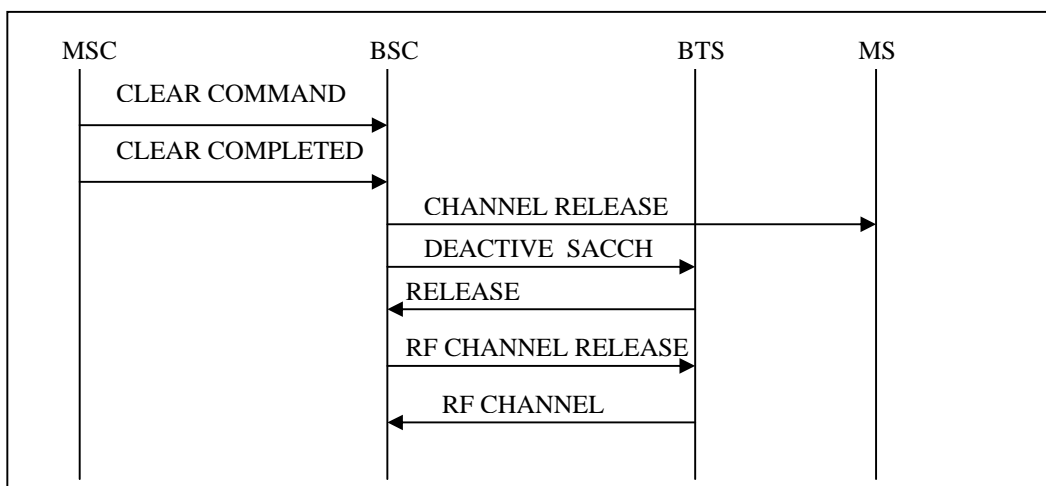 MSC BSC BTS MS
CLEAR COMMAND
CLEAR COMPLETED
CHANNEL RELEASE
DEACTIVE SACCH
RELEASE
RF CHANNEL RELEASE
RF CHANNEL